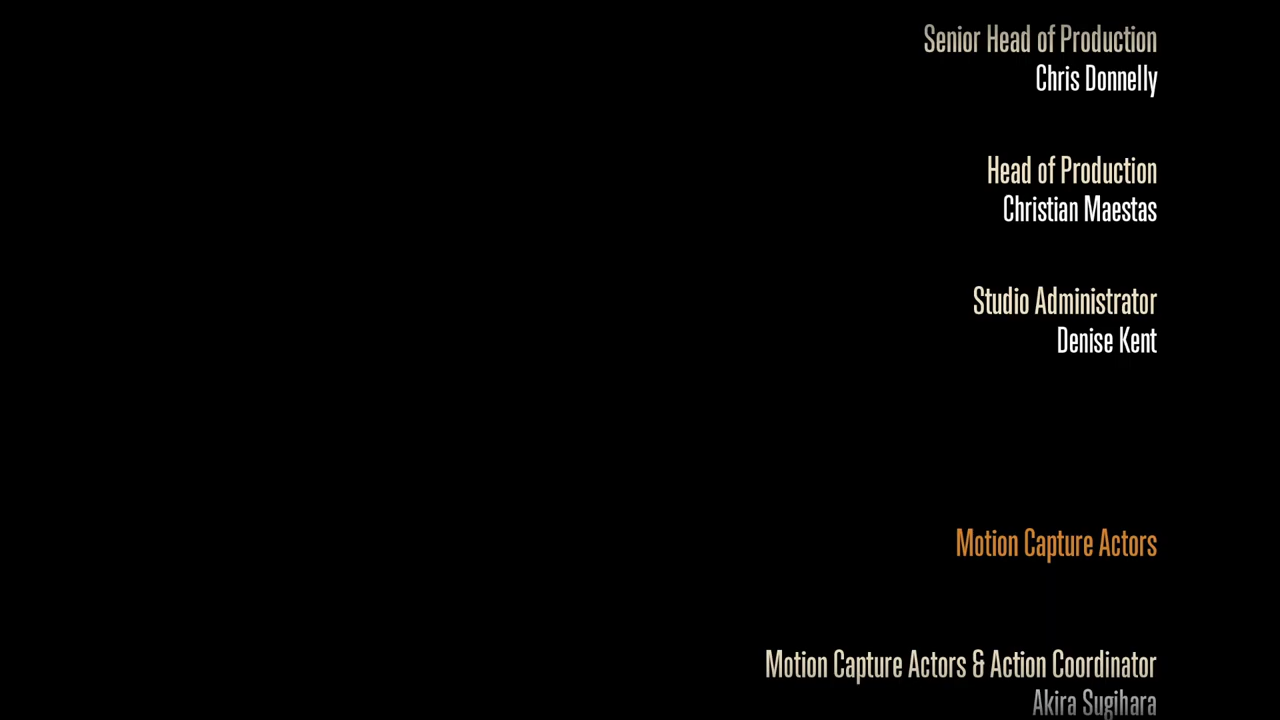 Senior Head of Production
Chris Donnelly
Head of Production
Christian Maestas
Studio Administrator
Denise Kent
Motion Capture Actors
Motion Capture Actors & Action Coordinator
Akira Sugihara